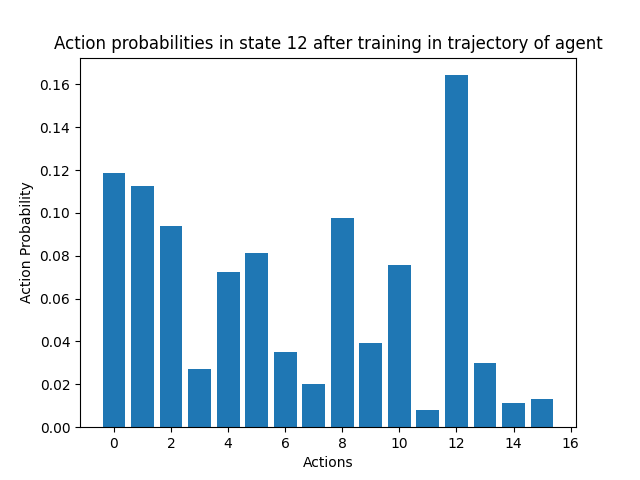 Action probabilities in state 12 after training in trajectory of agent
0.16
0.14
0.12
0.10
0.08
0.06
0.04
0.02
0.00
Action Probability
0 2 4 6 8 10 12 14 16
Actions